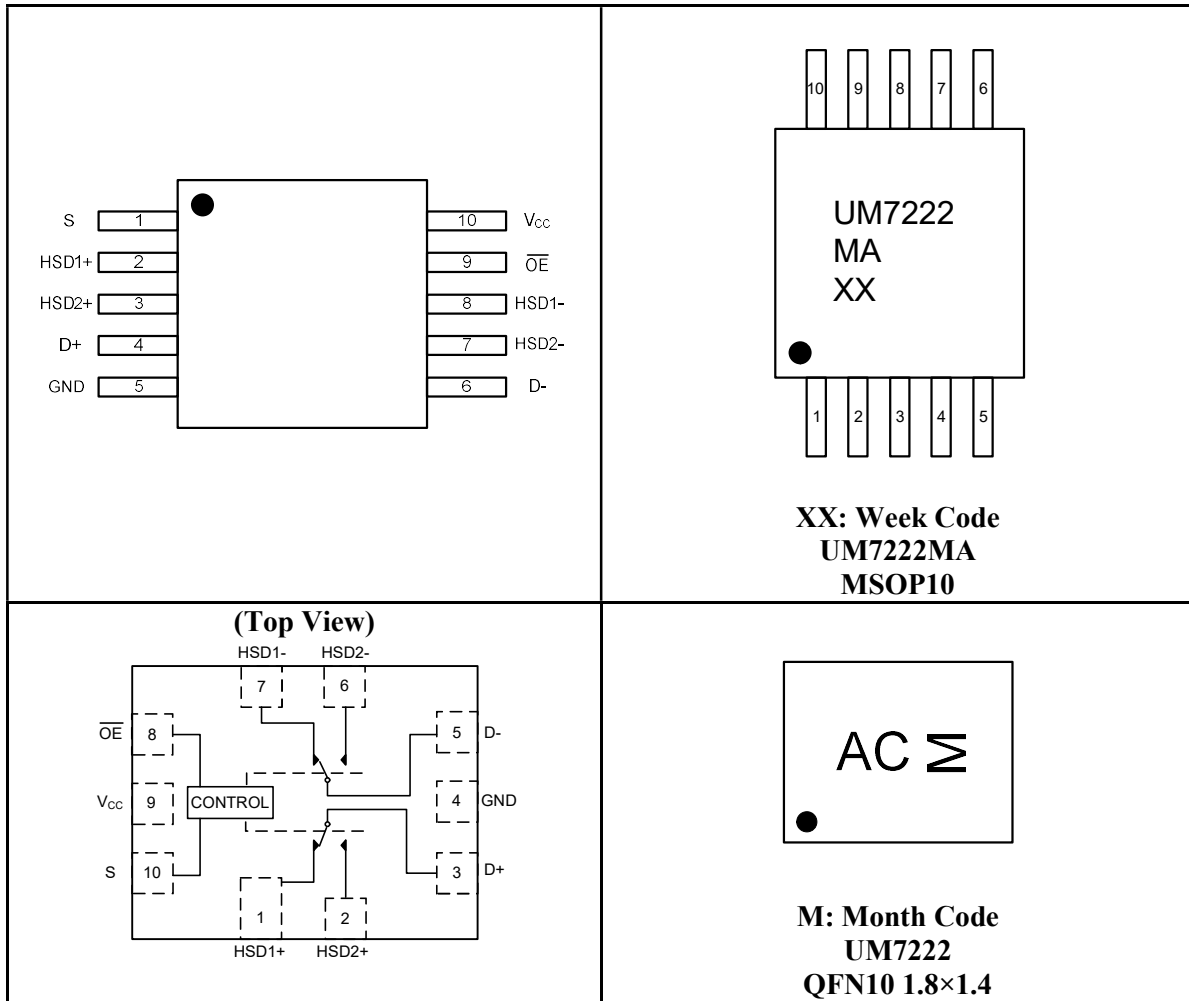 S 1
HSD1+ 2
HSD2+ 3
D+ 4
GND 5
10 VCC
9 OE
8 HSD1-
7 HSD2-
6 D-
10 9 8 7 6
UM7222
MA
XX
1 2 3 4 5
XX: Week Code
UM7222MA
MSOP10
(Top View)
HSD1- HSD2-
7 6
OE 8
5 D-
VCC 9
CONTROL
4 GND
S 10
3 D+
1 2
HSD1+ HSD2+
AC M
M: Month Code
UM7222
QFN10 1.8×1.4